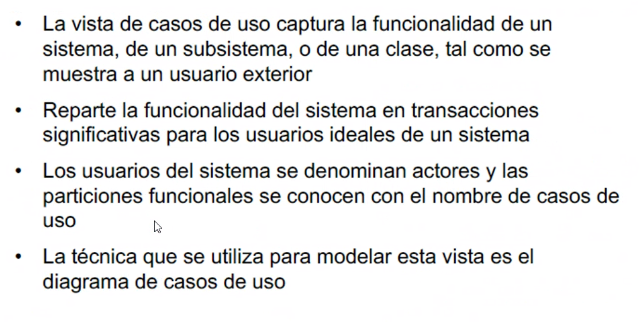 • La vista de casos de uso captura la funcionalidad de un
sistema, de un subsistema, o de una clase, tal como se
muestra a un usuario exterior
• Reparte la funcionalidad del sistema en transacciones
significativas para los usuarios ideales de un sistema
• Los usuarios del sistema se denominan actores y las
particiones funcionales se conocen con el nombre de casos de
uso
• La técnica que se utiliza para modelar esta vista es el
diagrama de casos de uso